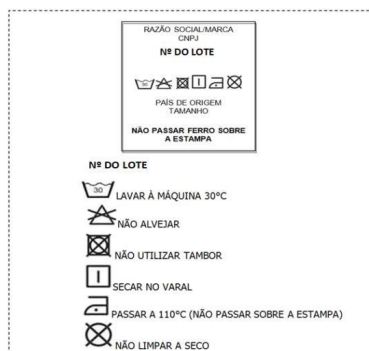 RAZÃO SOCIAL/MARCA
CNPJ
Nº DO LOTE
30
PAÍS DE ORIGEM
TAMANHO
NÃO PASSAR FERRO SOBRE
A ESTAMPA
Nº DO LOTE
30 LAVAR À MÁQUINA 30°C
NÃO ALVEJAR
NÃO UTILIZAR TAMBOR
SECAR NO VARAL
PASSAR A 110°C (NÃO PASSAR SOBRE A ESTAMPA)
NÃO LIMPAR A SECO